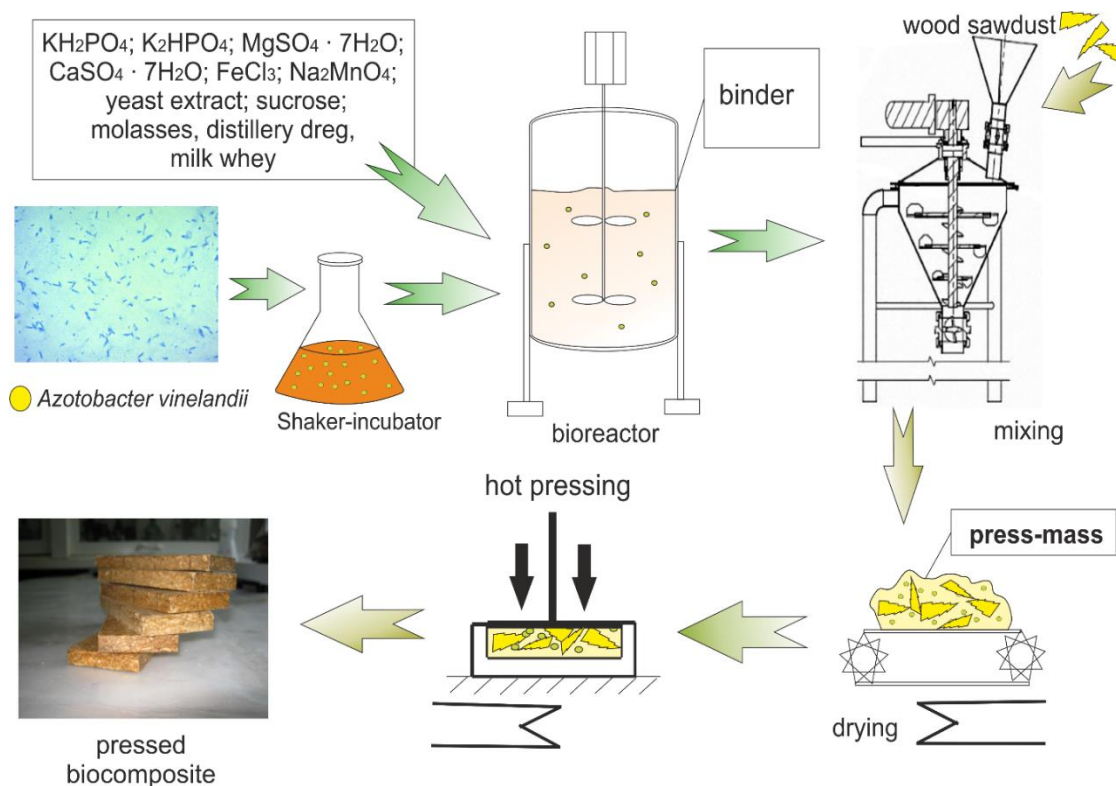 KH₂PO₄; K₂HPO₄; MgSO₄ · 7H₂O;
CaSO₄ · 7H₂O; FeCl₃; Na₂MnO₄;
yeast extract; sucrose;
molasses, distillery dreg,
milk whey
binder
wood sawdust
Azotobacter vinelandii
Shaker-incubator
bioreactor
mixing
hot pressing
press-mass
drying
pressed
biocomposite